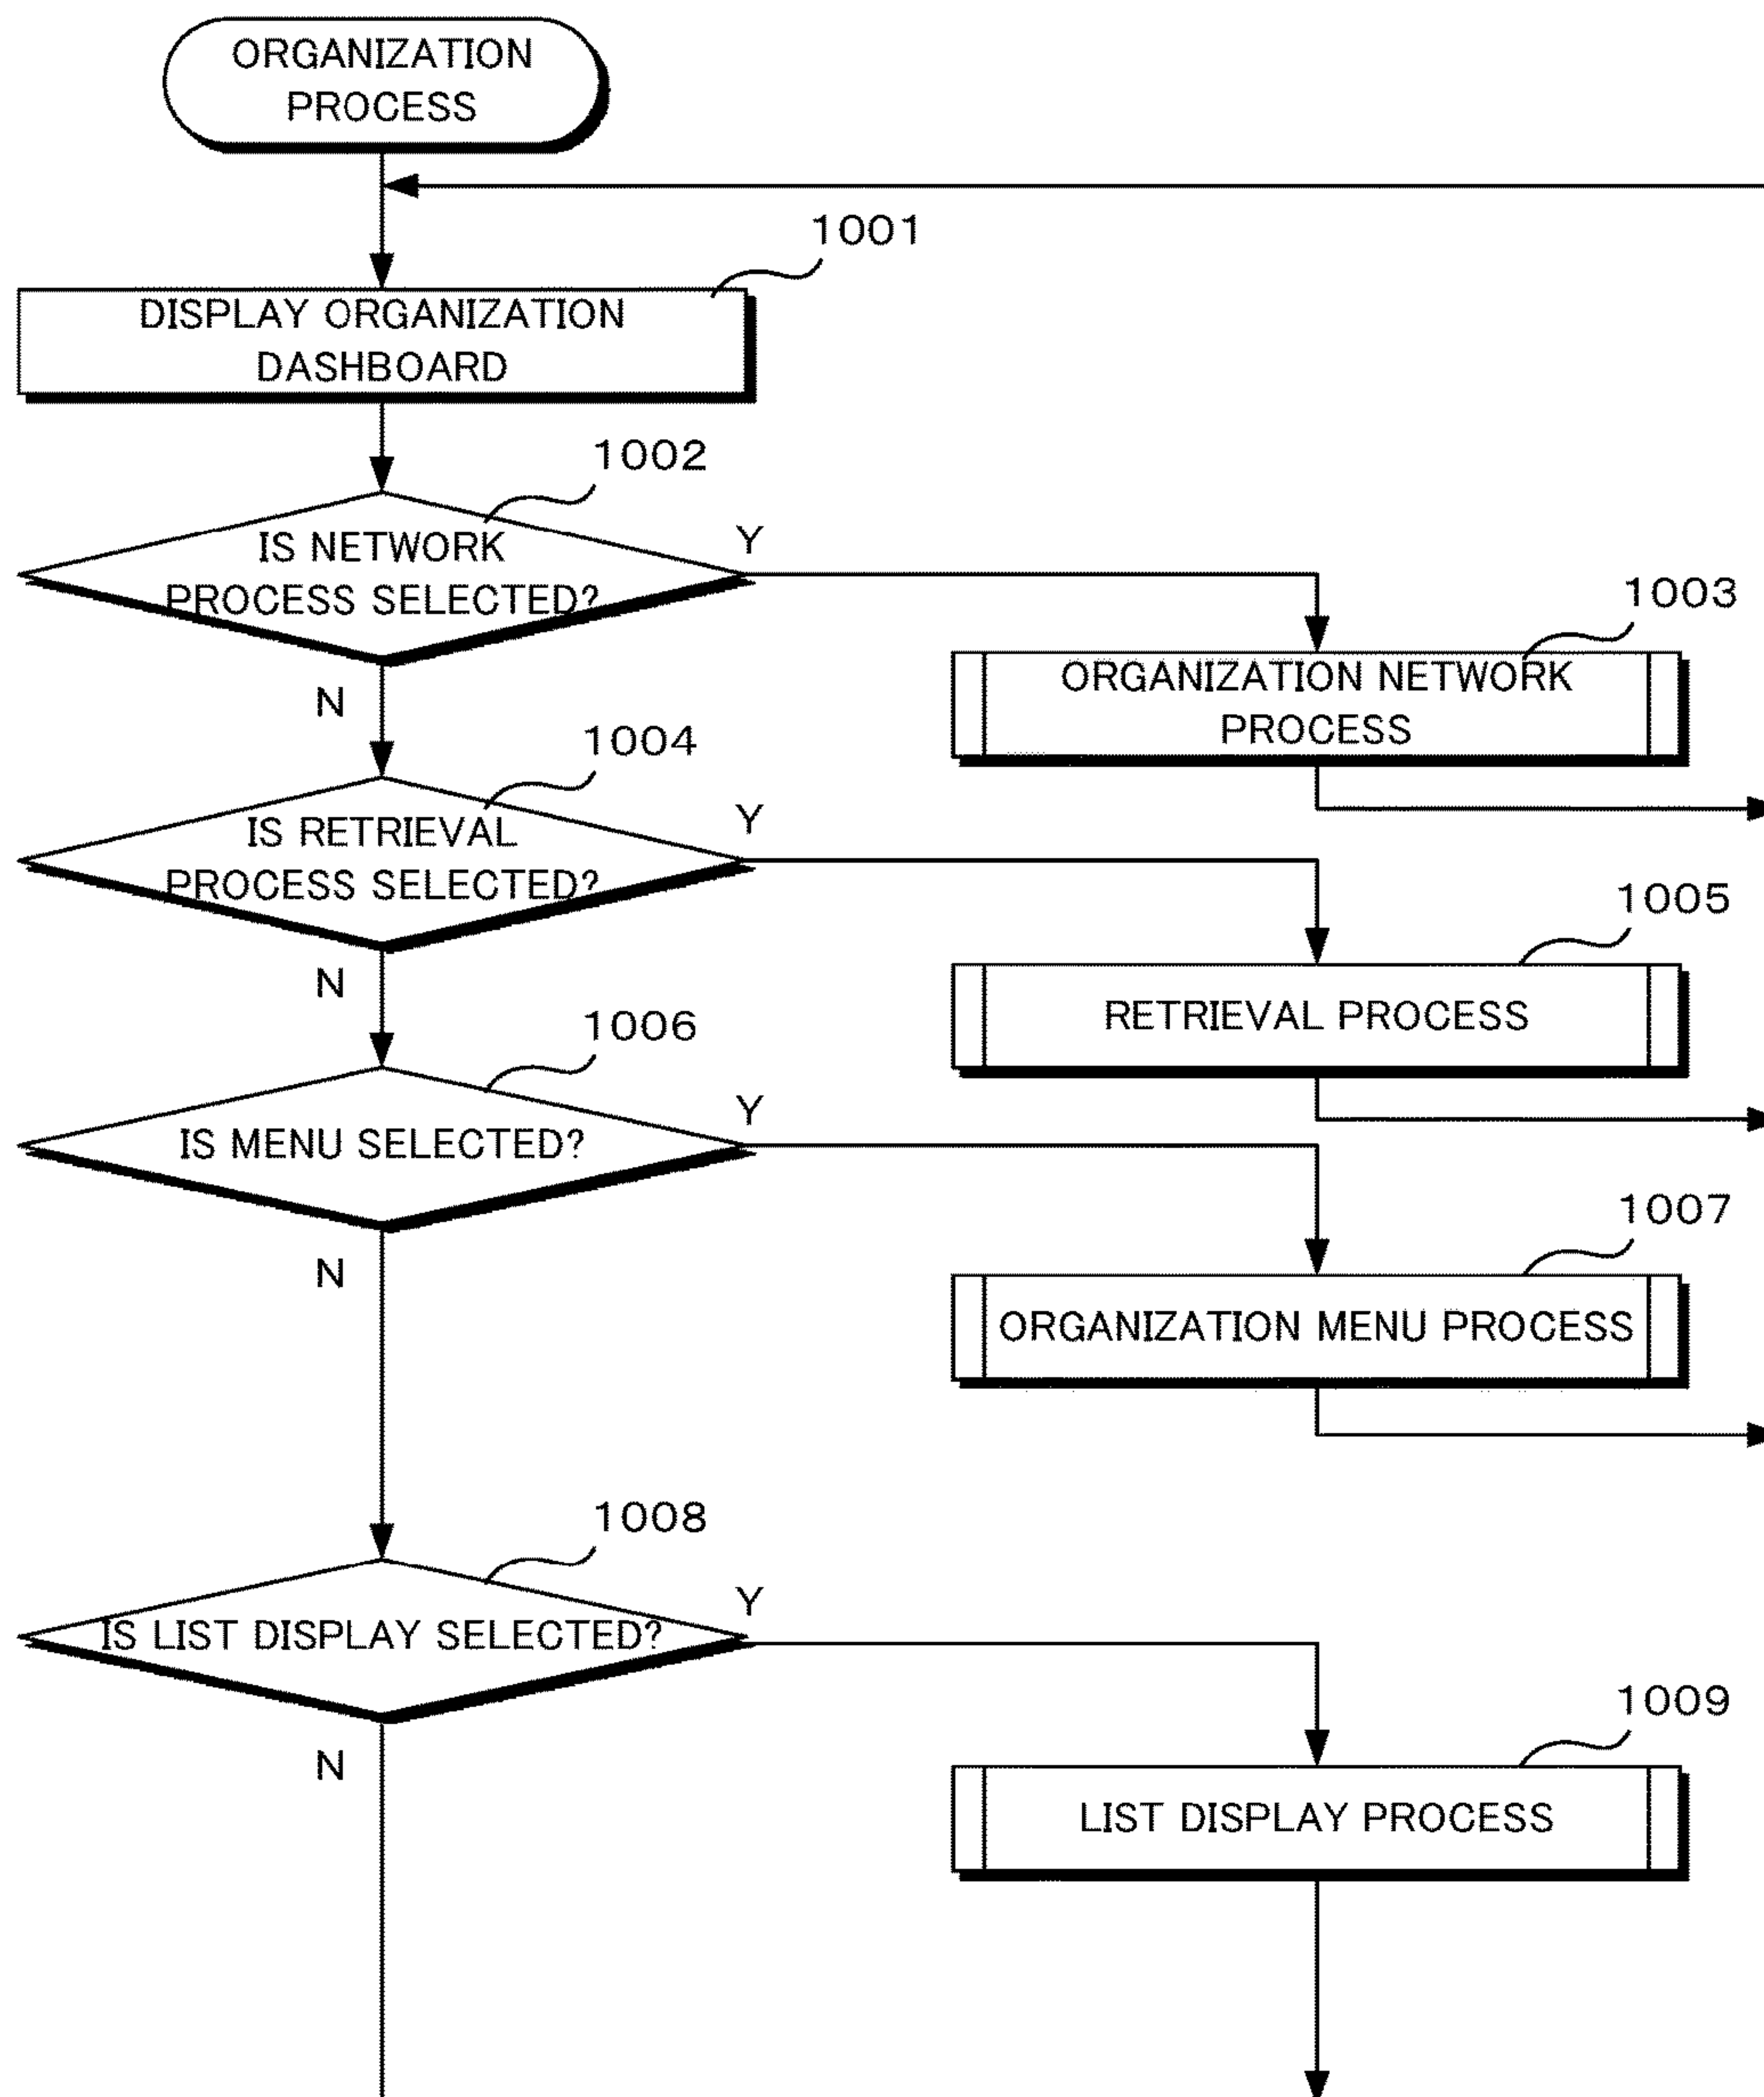 ORGANIZATION
PROCESS
1001
DISPLAY ORGANIZATION
DASHBOARD
1002
IS NETWORK
PROCESS SELECTED?
Y
N
1003
ORGANIZATION NETWORK
PROCESS
1004
IS RETRIEVAL
PROCESS SELECTED?
Y
N
1005
RETRIEVAL PROCESS
1006
IS MENU SELECTED?
Y
N
1007
ORGANIZATION MENU PROCESS
1008
IS LIST DISPLAY SELECTED?
Y
N
1009
LIST DISPLAY PROCESS